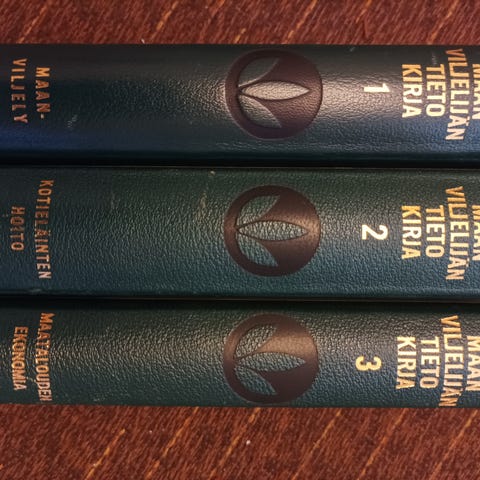 MAAN
VILJELIJÄN
TIETO
KIRJA
1
MAAN-
VILJELY
MAAN
VILJELIJÄN
TIETO
KIRJA
2
KOTIELÄINTEN
HOITO
MAAN
VILJELIJÄN
TIETO
KIRJA
3
MAATALOUDEN
EKONOMIA